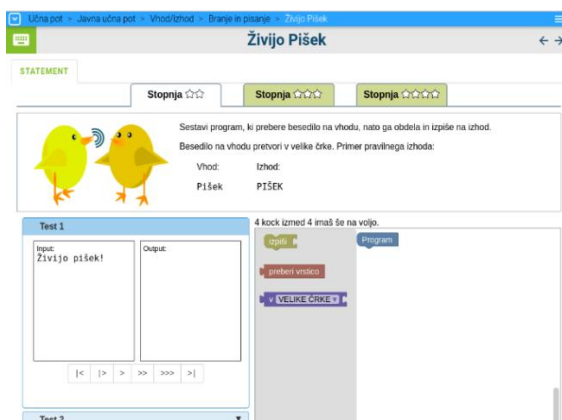 Učna pot > Javna učna pot > Vhod/Izhod > Branje in pisanje > Živijo Pišek
Živijo Pišek
STATEMENT
Stopnja ☆☆
Stopnja ☆☆☆
Stopnja ☆☆☆☆
Sestavi program, ki prebere besedilo na vhodu, nato ga obdela in izpiše na izhod.
Besedilo na vhodu pretvori v velike črke. Primer pravilnega izhoda:
Vhod: Izhod:
Pišek PIŠEK
Test 1
4 kock izmed 4 imaš še na voljo.
Input: Output:
Živijo pišek!
izpiši
Program
preberi vrstico
v VELIKE ČRKE
|< |> > >> >>> >|
Test 2